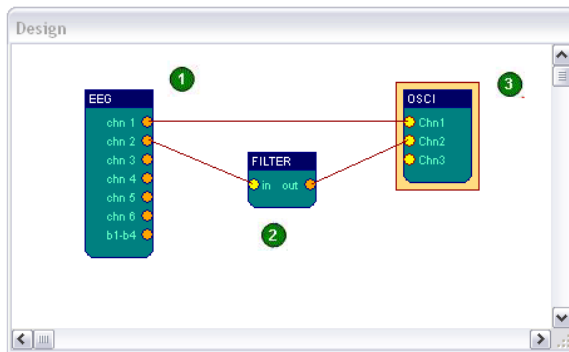 Design
1
EEG
chn 1
chn 2
chn 3
chn 4
chn 5
chn 6
b1-b4
FILTER
in out
2
OSCI
Chn1
Chn2
Chn3
3